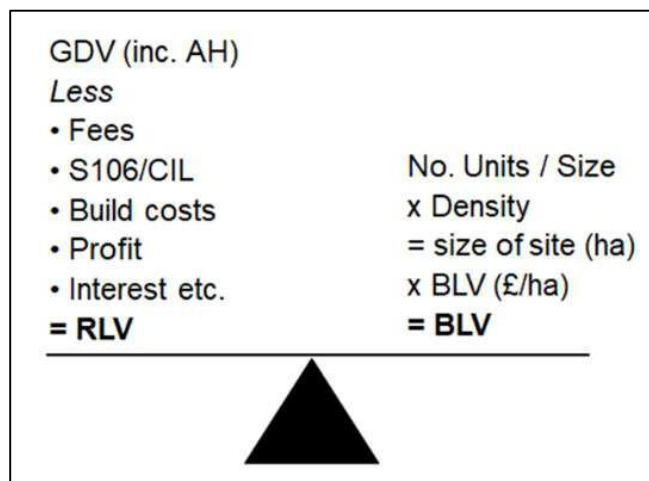 GDV (inc. AH)
Less
• Fees
• S106/CIL
• Build costs
• Profit
• Interest etc.
= RLV
No. Units / Size
x Density
= size of site (ha)
x BLV (£/ha)
= BLV